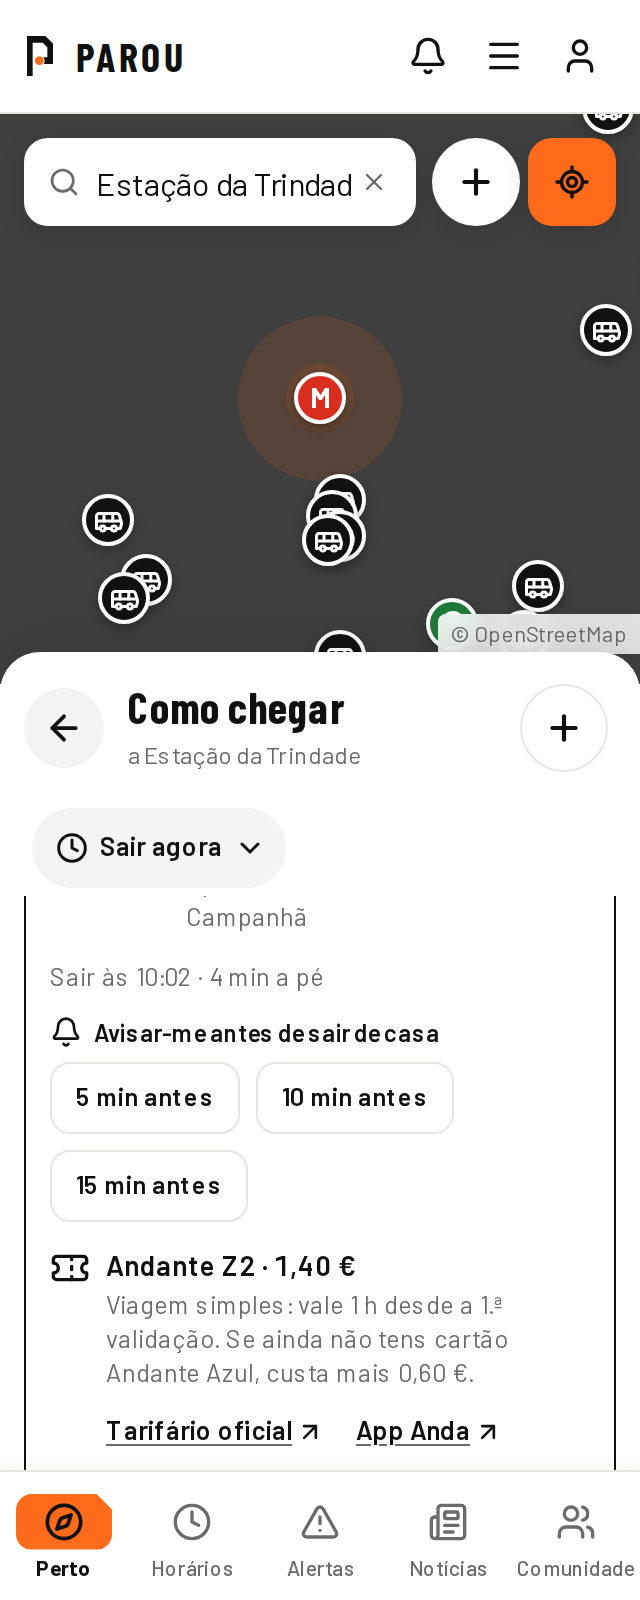 PAROU
Estação da Trindad
M
© OpenStreetMap
Como chegar
a Estação da Trindade
Sair agora
Campanhã
Sair às 10:02 · 4 min a pé
Avisar-me antes de sair de casa
5 min antes
10 min antes
15 min antes
Andante Z2 · 1,40 €
Viagem simples: vale 1 h desde a 1.ª
validação. Se ainda não tens cartão
Andante Azul, custa mais 0,60 €.
Tarifário oficial
App Anda
Perto
Horários
Alertas
Notícias
Comunidade